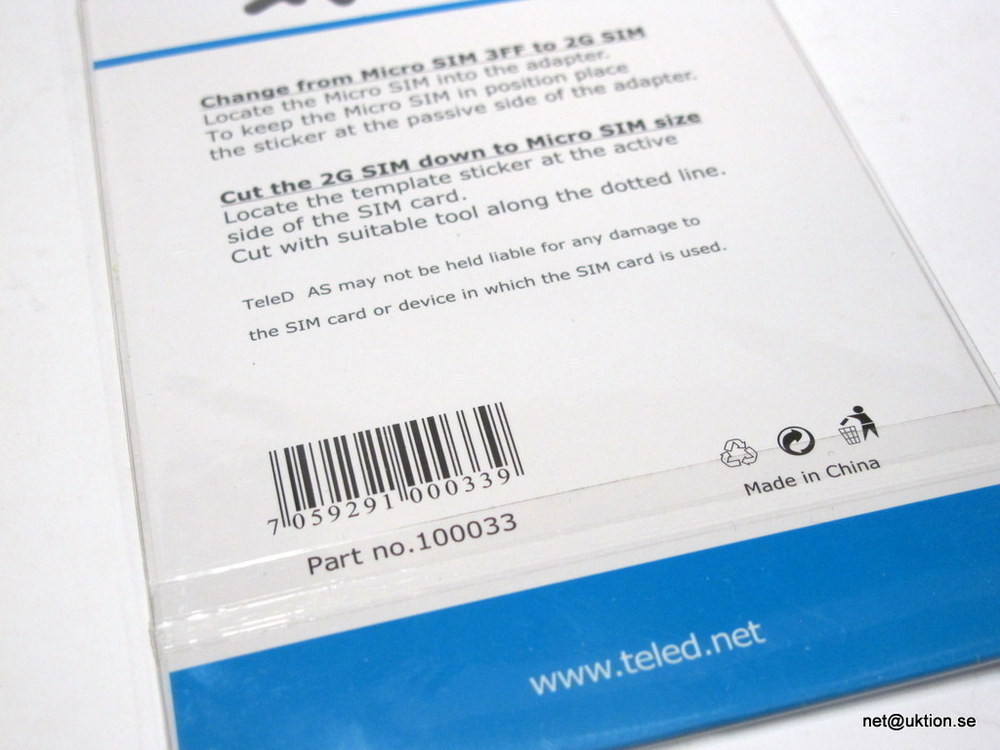 Change from Micro SIM 3FF to 2G SIM
Locate the Micro SIM into the adapter.
To keep the Micro SIM in position place
the sticker at the passive side of the adapter.
Cut the 2G SIM down to Micro SIM size
Locate the template sticker at the active
side of the SIM card.
Cut with suitable tool along the dotted line.
TeleD AS may not be held liable for any damage to
the SIM card or device in which the SIM card is used.
7 059291 000339
Part no.100033
Made in China
www.teled.net
net@uktion.se